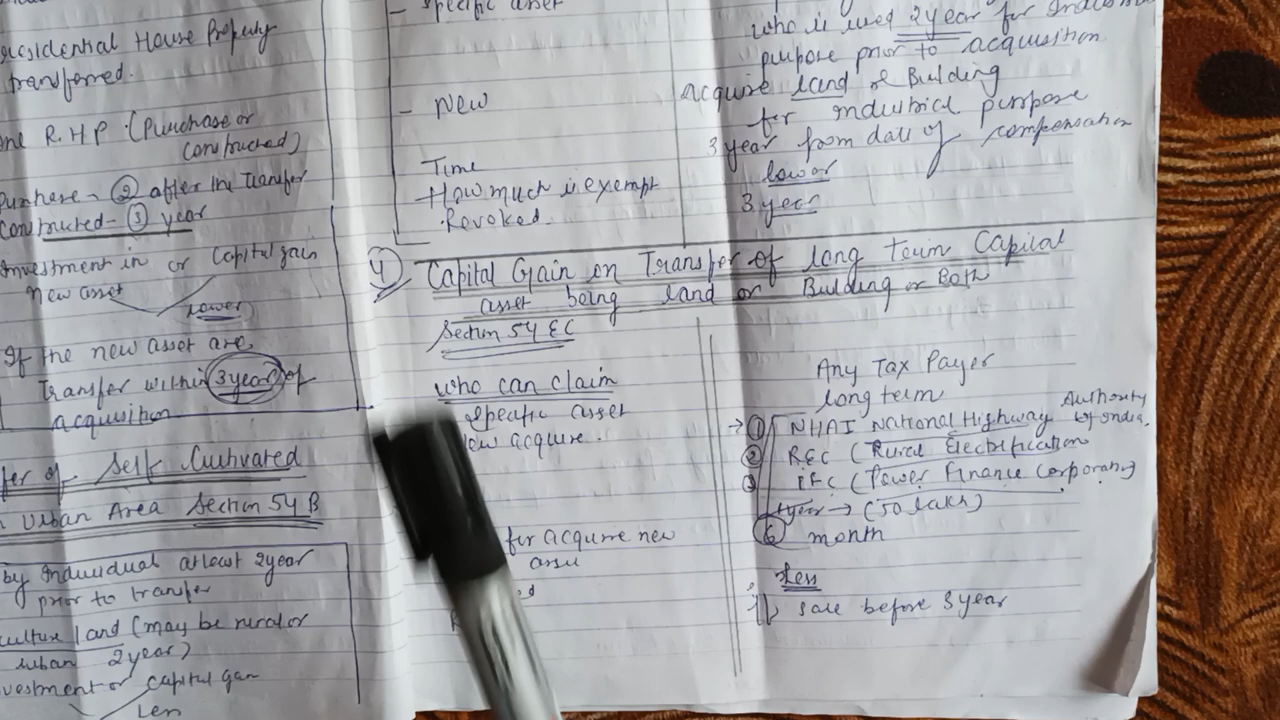 residential House Property
transferred.
R.H.P. (Purchase or
constructed)
Purchase - ② after the Transfer
constructed - ③ year
Investment in or Capital gain
new asset
Lower
If the new asset are
Transfer within 3year of
acquisition
of Self Cultivated
Urban Area Section 54 B
by Individual atleast 2year
prior to transfer
land (may be rural or
urban 2year)
or capital gain
Less
- specific asset
- New
Time
- How much is exempt
- Revoked.
who is used 2year for
purpose prior to acquisition
acquire land & Building
for industrial purpose
3 year from date of compensation
lower
3 year
4) Capital Gain on Transfer of long Term Capital
asset being land or Building or Both
Section 54 EC
who can claim
specific asset
new acquire.
for acquire new
Any Tax Payer
long term
→ ① NHAI National Highway Authority of India.
② REC (Rural Electrification
③ PFC (Power Finance Corporation)
1year → (50 lakh)
⑥ month
Less
sale before 3year